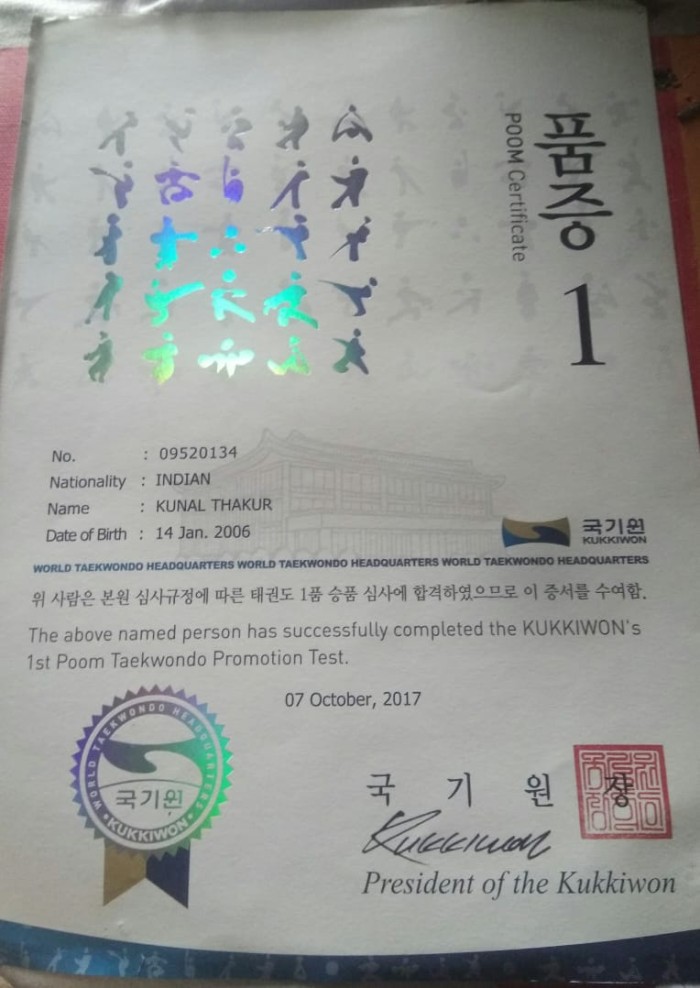 품증
POOM Certificate
1
No. : 09520134
Nationality : INDIAN
Name : KUNAL THAKUR
Date of Birth : 14 Jan. 2006
국기원
KUKKIWON
WORLD TAEKWONDO HEADQUARTERS WORLD TAEKWONDO HEADQUARTERS WORLD TAEKWONDO HEADQUARTERS
위 사람은 본원 심사규정에 따른 태권도 1품 승품 심사에 합격하였으므로 이 증서를 수여함.
The above named person has successfully completed the KUKKIWON's
1st Poom Taekwondo Promotion Test.
07 October, 2017
WORLD TAEKWONDO HEADQUARTERS
국기원
KUKKIWON
국 기 원 장
Kukkiwon
President of the Kukkiwon